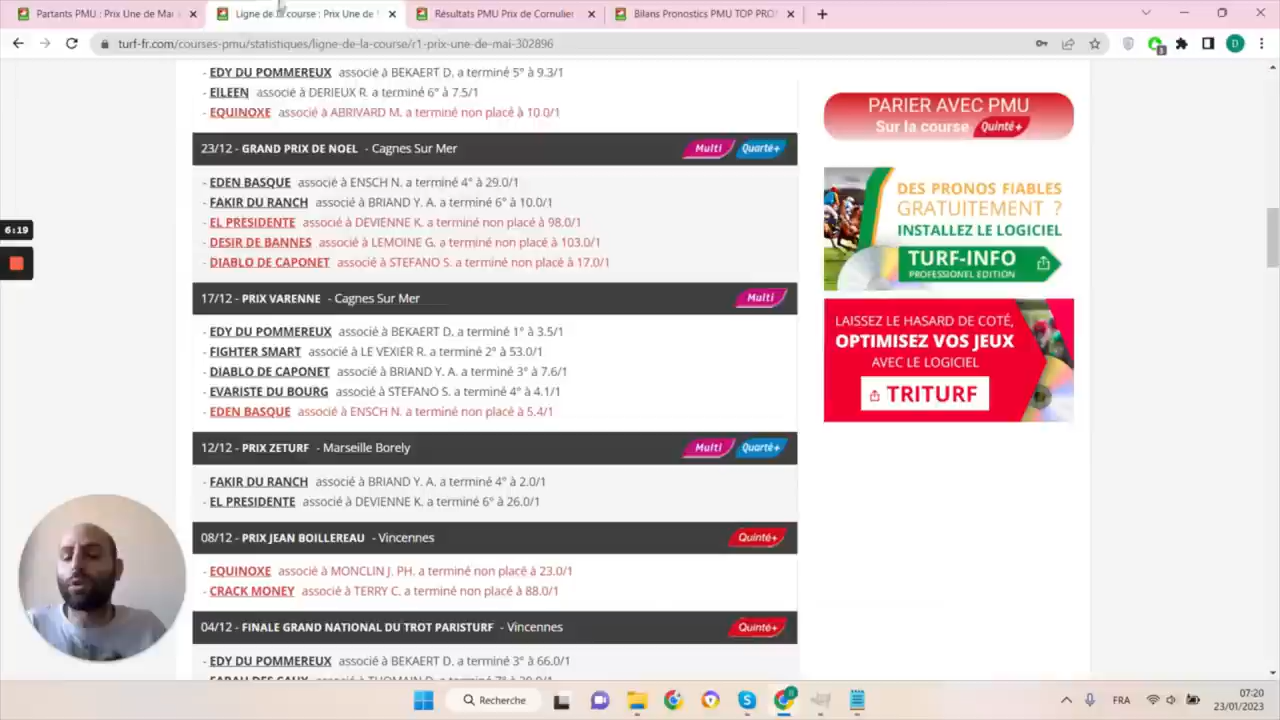 Partants PMU : Prix Une de Mai
Ligne de la course : Prix Une de
Résultats PMU Prix de Cornulier
Bilans Pronostics PMU TOP PRO
turf-fr.com/courses-pmu/statistiques/ligne-de-la-course/r1-prix-une-de-mai-302896
D
- EDY DU POMMEREUX associé à BEKAERT D. a terminé 5° à 9.3/1
- EILEEN associé à DERIEUX R. a terminé 6° à 7.5/1
- EQUINOXE associé à ABRIVARD M. a terminé non placé à 10.0/1
23/12 - GRAND PRIX DE NOEL - Cagnes Sur Mer Multi Quarté+
- EDEN BASQUE associé à ENSCH N. a terminé 4° à 29.0/1
- FAKIR DU RANCH associé à BRIAND Y. A. a terminé 6° à 10.0/1
- EL PRESIDENTE associé à DEVIENNE K. a terminé non placé à 98.0/1
- DESIR DE BANNES associé à LEMOINE G. a terminé non placé à 103.0/1
- DIABLO DE CAPONET associé à STEFANO S. a terminé non placé à 17.0/1
17/12 - PRIX VARENNE - Cagnes Sur Mer Multi
- EDY DU POMMEREUX associé à BEKAERT D. a terminé 1° à 3.5/1
- FIGHTER SMART associé à LE VEXIER R. a terminé 2° à 53.0/1
- DIABLO DE CAPONET associé à BRIAND Y. A. a terminé 3° à 7.6/1
- EVARISTE DU BOURG associé à STEFANO S. a terminé 4° à 4.1/1
- EDEN BASQUE associé à ENSCH N. a terminé non placé à 5.4/1
12/12 - PRIX ZETURF - Marseille Borely Multi Quarté+
- FAKIR DU RANCH associé à BRIAND Y. A. a terminé 4° à 2.0/1
- EL PRESIDENTE associé à DEVIENNE K. a terminé 6° à 26.0/1
08/12 - PRIX JEAN BOILLEREAU - Vincennes Quinté+
- EQUINOXE associé à MONCLIN J. PH. a terminé non placé à 23.0/1
- CRACK MONEY associé à TERRY C. a terminé non placé à 88.0/1
04/12 - FINALE GRAND NATIONAL DU TROT PARISTURF - Vincennes Quinté+
- EDY DU POMMEREUX associé à BEKAERT D. a terminé 3° à 66.0/1
PARIER AVEC PMU
Sur la course Quinté+
DES PRONOS FIABLES
GRATUITEMENT ?
INSTALLEZ LE LOGICIEL
TURF-INFO
PROFESSIONEL EDITION
LAISSEZ LE HASARD DE COTÉ,
OPTIMISEZ VOS JEUX
AVEC LE LOGICIEL
TRITURF
6:19
Recherche
FRA
07:20
23/01/2023